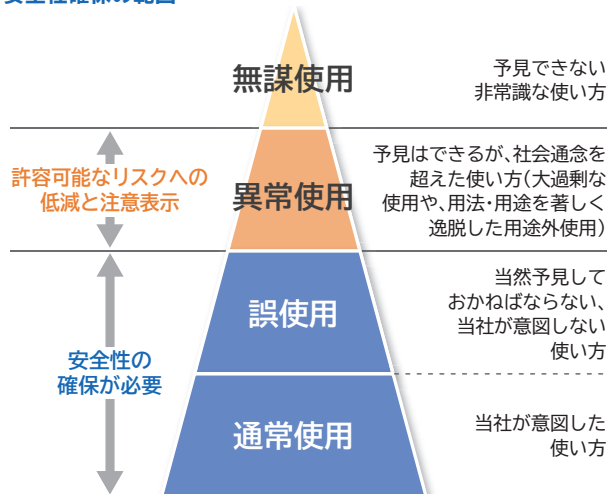 無謀使用
予見できない
非常識な使い方
許容可能なリスクへの
低減と注意表示
異常使用
予見はできるが、社会通念を
超えた使い方(大過剰な
使用や、用法・用途を著しく
逸脱した用途外使用)
誤使用
当然予見して
おかねばならない、
当社が意図しない
使い方
安全性の
確保が必要
通常使用
当社が意図した
使い方